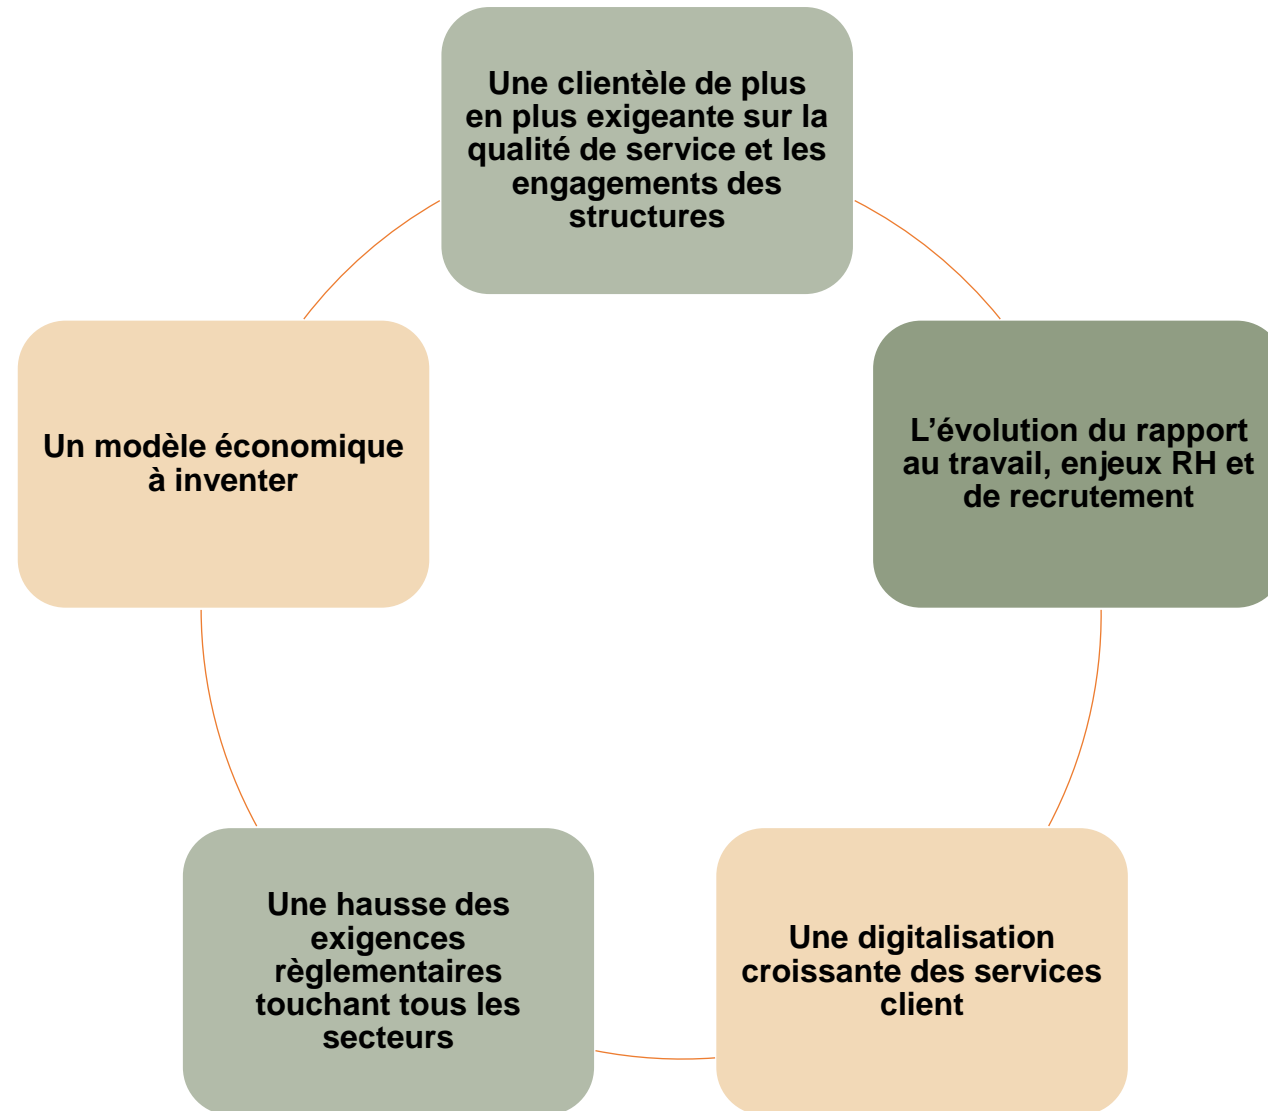 Une clientèle de plus
en plus exigeante sur la
qualité de service et les
engagements des
structures
L’évolution du rapport
au travail, enjeux RH et
de recrutement
Une digitalisation
croissante des services
client
Une hausse des
exigences
règlementaires
touchant tous les
secteurs
Un modèle économique
à inventer